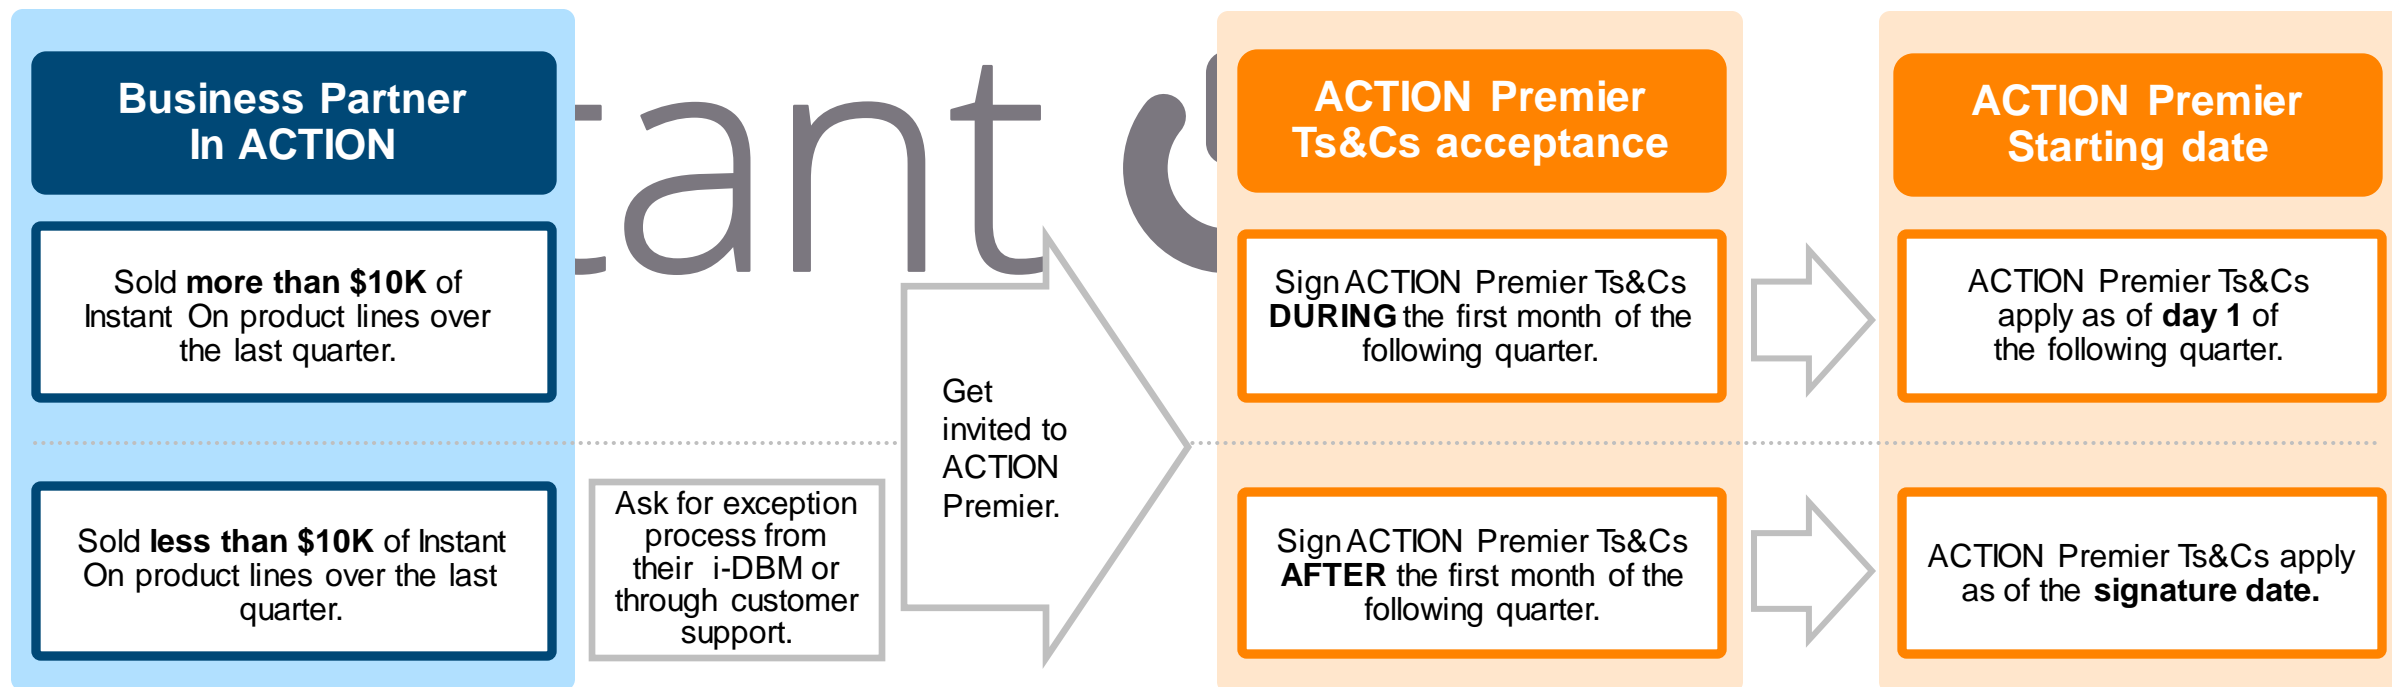 Business Partner
In ACTION
Sold more than $10K of
Instant On product lines over
the last quarter.
Sold less than $10K of Instant
On product lines over the last
quarter.
tant
Ask for exception
process from
their i-DBM or
through customer
support.
Get
invited to
ACTION
Premier.
ACTION Premier
Ts&Cs acceptance
Sign ACTION Premier Ts&Cs
DURING the first month of the
following quarter.
Sign ACTION Premier Ts&Cs
AFTER the first month of the
following quarter.
ACTION Premier
Starting date
ACTION Premier Ts&Cs
apply as of day 1 of
the following quarter.
ACTION Premier Ts&Cs apply
as of the signature date.